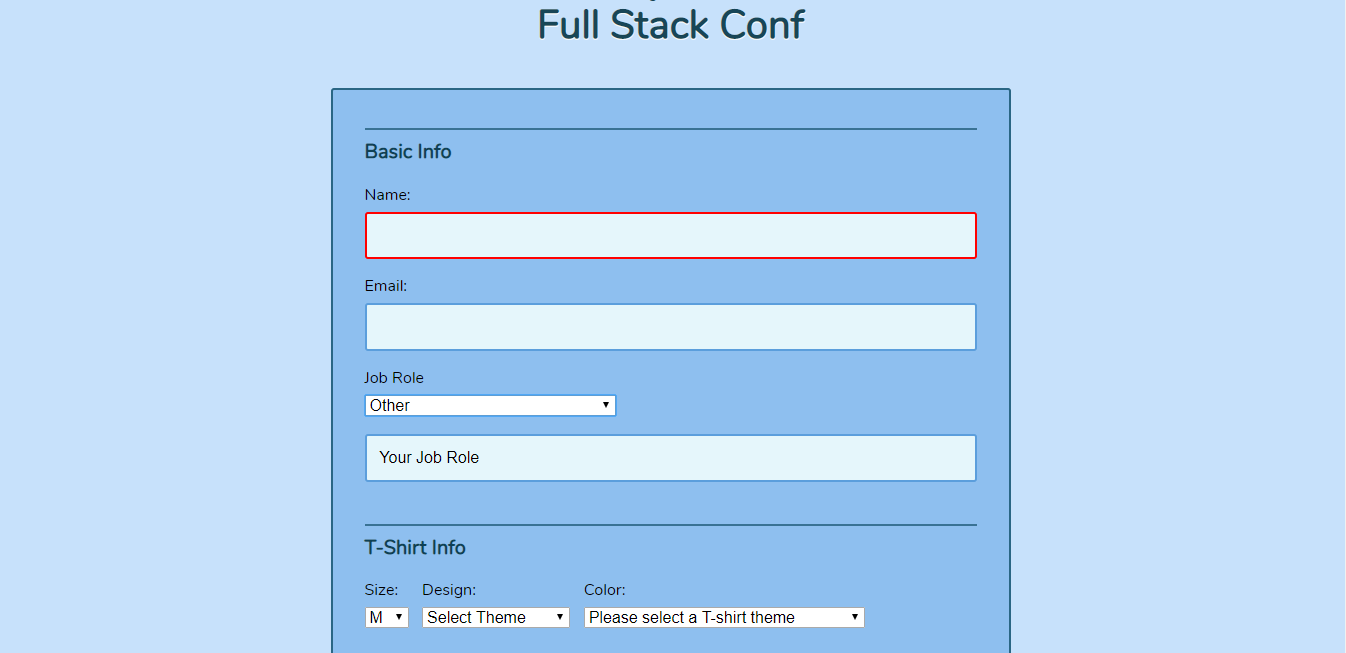 Full Stack Conf
Basic Info
Name:
Email:
Job Role
Other
Your Job Role
T-Shirt Info
Size: Design: Color:
M Select Theme Please select a T-shirt theme